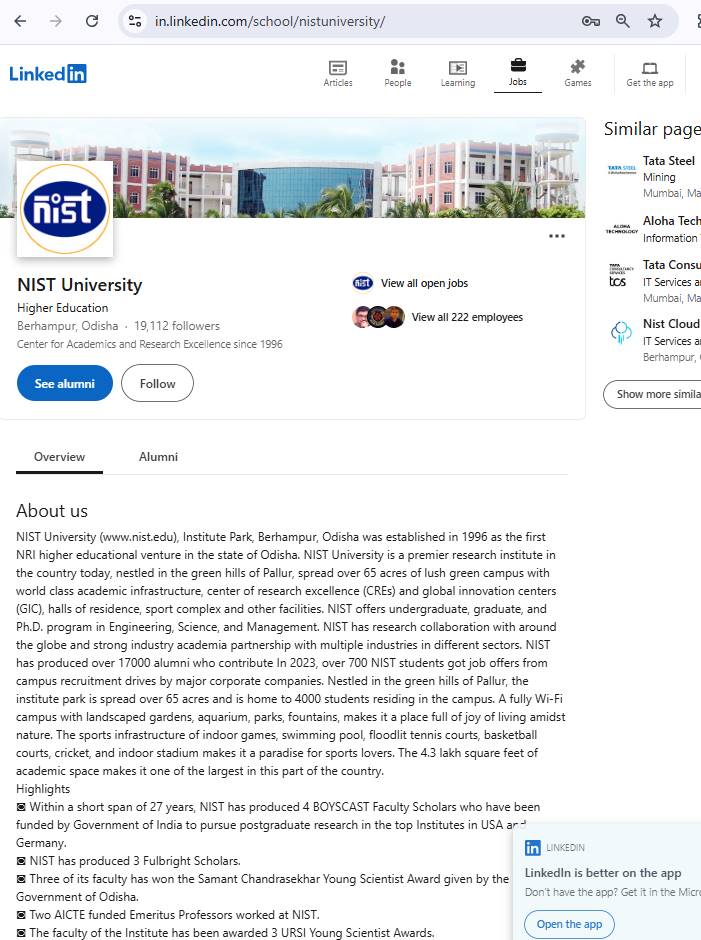 in.linkedin.com/school/nistuniversity/
Linked in
Articles
People
Learning
Jobs
Games
Get the app
nist
NIST University
Higher Education
Berhampur, Odisha · 19,112 followers
Center for Academics and Research Excellence since 1996
See alumni
Follow
nist
View all open jobs
View all 222 employees
Similar page
TATA STEEL
Tata Steel
Mining
Mumbai, Ma
ALOHA
TECHNOLOGY
Aloha Tech
Information
TATA
CONSULTANCY
SERVICES
tcs
Tata Consu
IT Services a
Mumbai, Ma
Nist Cloud
IT Services a
Berhampur,
Show more simila
Overview
Alumni
About us
NIST University (www.nist.edu), Institute Park, Berhampur, Odisha was established in 1996 as the first
NRI higher educational venture in the state of Odisha. NIST University is a premier research institute in
the country today, nestled in the green hills of Pallur, spread over 65 acres of lush green campus with
world class academic infrastructure, center of research excellence (CREs) and global innovation centers
(GIC), halls of residence, sport complex and other facilities. NIST offers undergraduate, graduate, and
Ph.D. program in Engineering, Science, and Management. NIST has research collaboration with around
the globe and strong industry academia partnership with multiple industries in different sectors. NIST
has produced over 17000 alumni who contribute In 2023, over 700 NIST students got job offers from
campus recruitment drives by major corporate companies. Nestled in the green hills of Pallur, the
institute park is spread over 65 acres and is home to 4000 students residing in the campus. A fully Wi-Fi
campus with landscaped gardens, aquarium, parks, fountains, makes it a place full of joy of living amidst
nature. The sports infrastructure of indoor games, swimming pool, floodlit tennis courts, basketball
courts, cricket, and indoor stadium makes it a paradise for sports lovers. The 4.3 lakh square feet of
academic space makes it one of the largest in this part of the country.
Highlights
◙ Within a short span of 27 years, NIST has produced 4 BOYSCAST Faculty Scholars who have been
funded by Government of India to pursue postgraduate research in the top Institutes in USA and
Germany.
◙ NIST has produced 3 Fulbright Scholars.
◙ Three of its faculty has won the Samant Chandrasekhar Young Scientist Award given by the
Government of Odisha.
◙ Two AICTE funded Emeritus Professors worked at NIST.
◙ The faculty of the Institute has been awarded 3 URSI Young Scientist Awards.
in LINKEDIN
LinkedIn is better on the app
Don't have the app? Get it in the Micr
Open the app